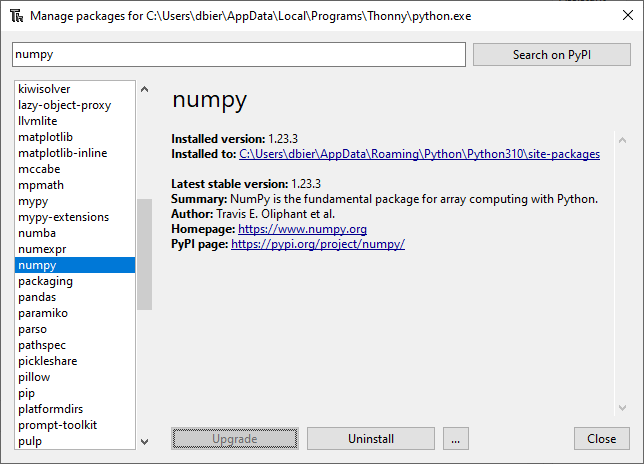 Manage packages for C:\Users\dbier\AppData\Local\Programs\Thonny\python.exe
numpy
Search on PyPI
kiwisolver
lazy-object-proxy
llvmlite
matplotlib
matplotlib-inline
mccabe
mpmath
mypy
mypy-extensions
numba
numexpr
numpy
packaging
pandas
paramiko
parso
pathspec
pickleshare
pillow
pip
platformdirs
prompt-toolkit
pulp
numpy
Installed version: 1.23.3
Installed to: C:\Users\dbier\AppData\Roaming\Python\Python310\site-packages
Latest stable version: 1.23.3
Summary: NumPy is the fundamental package for array computing with Python.
Author: Travis E. Oliphant et al.
Homepage: https://www.numpy.org
PyPI page: https://pypi.org/project/numpy/
Upgrade
Uninstall
...
Close